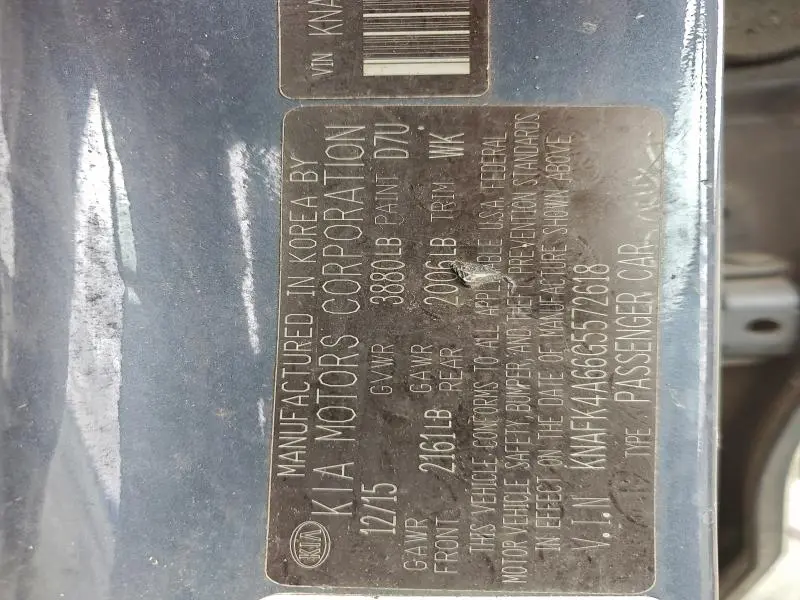 VIN KNA
MANUFACTURED IN KOREA BY
KIA MOTORS CORPORATION
KIA
12/15 GVWR 3880LB PAINT D7U
GAWR FRONT 2161LB GAWR REAR 2006LB TRIM WK
THIS VEHICLE CONFORMS TO ALL APPLICABLE USA FEDERAL
MOTOR VEHICLE SAFETY, BUMPER AND THEFT PREVENTION STANDARDS
IN EFFECT ON THE DATE OF MANUFACTURE SHOWN ABOVE
V.I.N KNAFK4A66G5572618
TYPE PASSENGER CAR